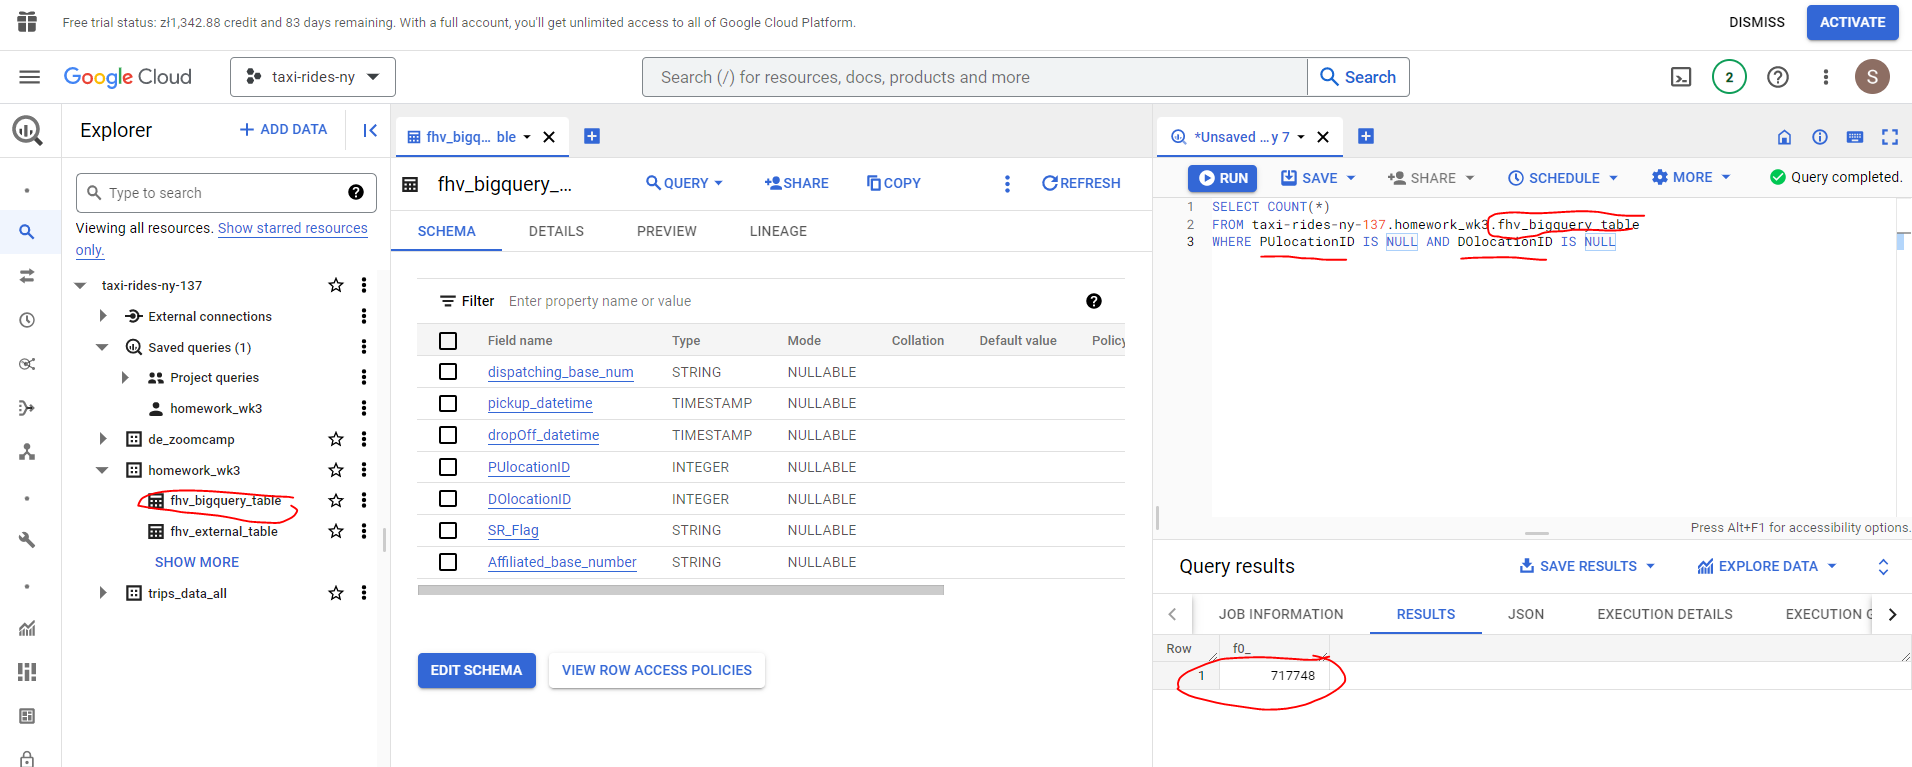 Free trial status: zł1,342.88 credit and 83 days remaining. With a full account, you'll get unlimited access to all of Google Cloud Platform.
DISMISS
ACTIVATE
Google Cloud
taxi-rides-ny
Search (/) for resources, docs, products and more
Search
2
S
Explorer
ADD DATA
Type to search
Viewing all resources. Show starred resources
only.
taxi-rides-ny-137
External connections
Saved queries (1)
Project queries
homework_wk3
de_zoomcamp
homework_wk3
fhv_bigquery_table
fhv_external_table
SHOW MORE
trips_data_all
fhv_bigq... ble
fhv_bigquery_...
QUERY
SHARE
COPY
REFRESH
SCHEMA
DETAILS
PREVIEW
LINEAGE
Filter Enter property name or value
Field name Type Mode Collation Default value Policy
dispatching_base_num STRING NULLABLE
pickup_datetime TIMESTAMP NULLABLE
dropOff_datetime TIMESTAMP NULLABLE
PUlocationID INTEGER NULLABLE
DOlocationID INTEGER NULLABLE
SR_Flag STRING NULLABLE
Affiliated_base_number STRING NULLABLE
EDIT SCHEMA
VIEW ROW ACCESS POLICIES
*Unsaved ...y 7
RUN
SAVE
SHARE
SCHEDULE
MORE
Query completed.
1 SELECT COUNT(*)
2 FROM taxi-rides-ny-137.homework_wk3.fhv_bigquery_table
3 WHERE PUlocationID IS NULL AND DOlocationID IS NULL
Press Alt+F1 for accessibility options.
Query results
SAVE RESULTS
EXPLORE DATA
JOB INFORMATION
RESULTS
JSON
EXECUTION DETAILS
EXECUTION G
Row f0_
1 717748